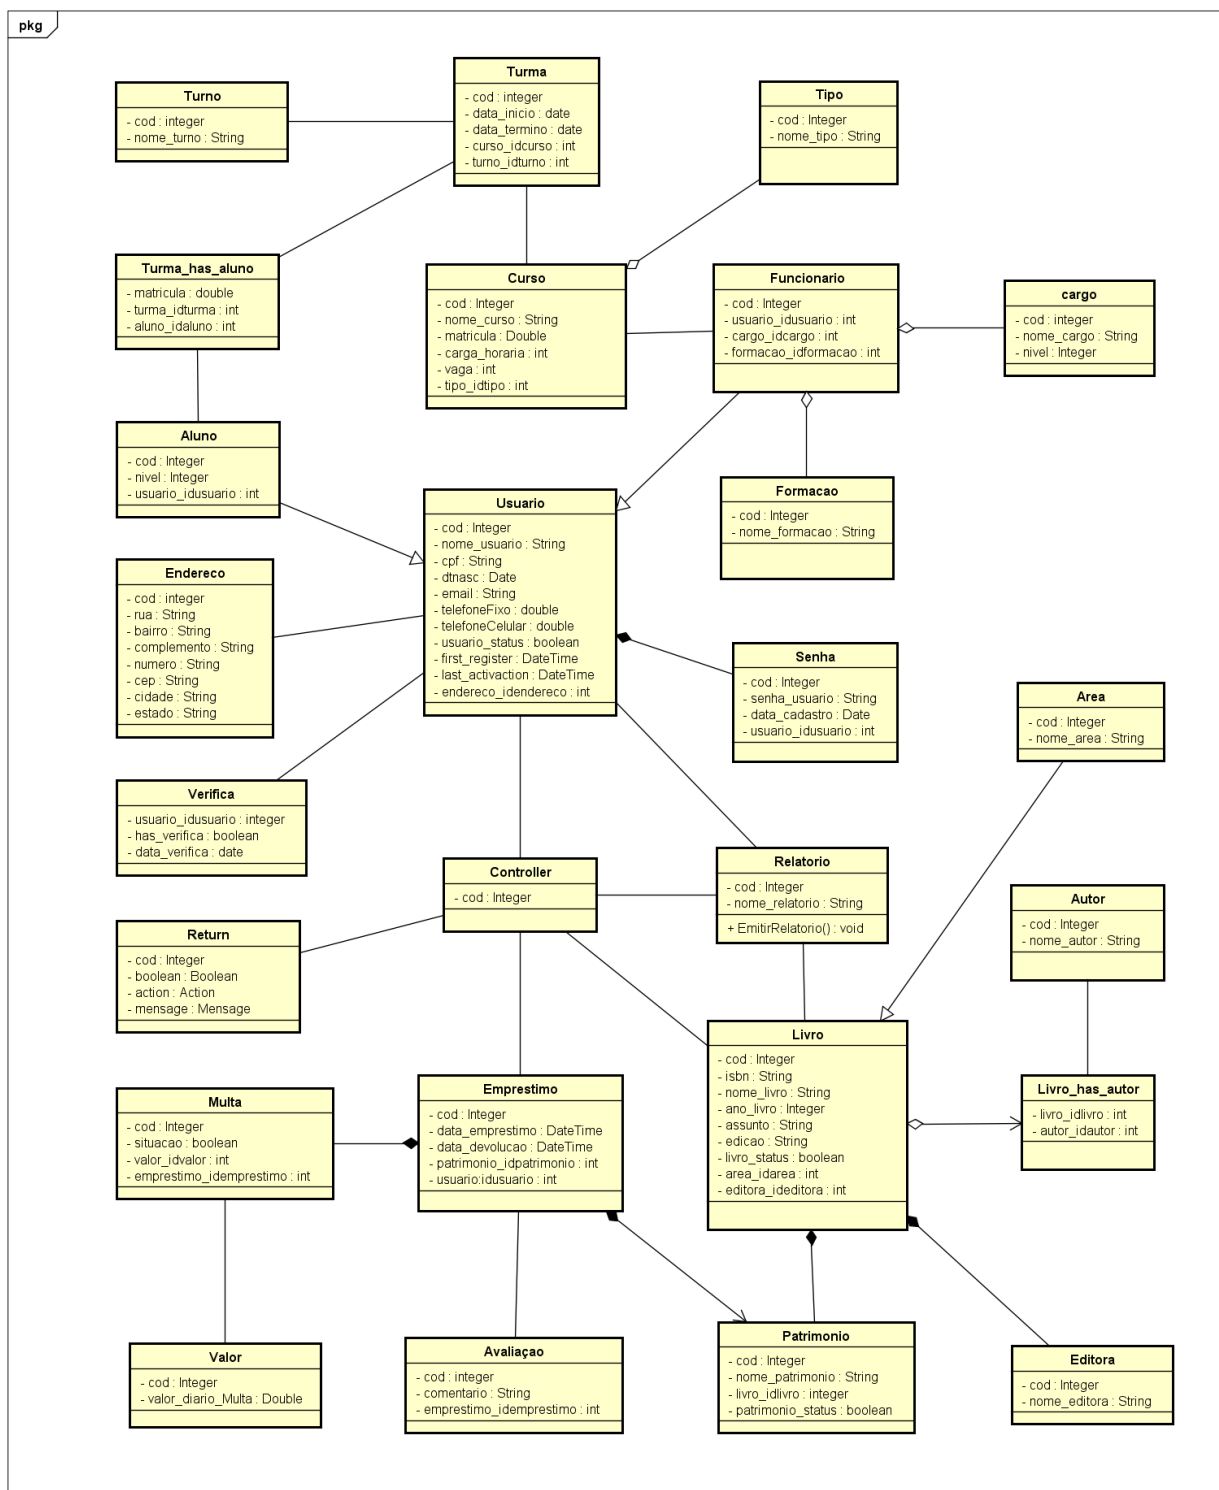 pkg
Turno
- cod : integer
- nome_turno : String
Turma
- cod : integer
- data_inicio : date
- data_termino : date
- curso_idcurso : int
- turno_idturno : int
Tipo
- cod : Integer
- nome_tipo : String
Turma_has_aluno
- matricula : double
- turma_idturma : int
- aluno_idaluno : int
Curso
- cod : Integer
- nome_curso : String
- matricula : Double
- carga_horaria : int
- vaga : int
- tipo_idtipo : int
Funcionario
- cod : Integer
- usuario_idusuario : int
- cargo_idcargo : int
- formacao_idformacao : int
cargo
- cod : integer
- nome_cargo : String
- nivel : Integer
Aluno
- cod : Integer
- nivel : Integer
- usuario_idusuario : int
Usuario
- cod : Integer
- nome_usuario : String
- cpf : String
- dtnasc : Date
- email : String
- telefoneFixo : double
- telefoneCelular : double
- usuario_status : boolean
- first_register : DateTime
- last_activaction : DateTime
- endereco_idendereco : int
Formacao
- cod : Integer
- nome_formacao : String
Endereco
- cod : integer
- rua : String
- bairro : String
- complemento : String
- numero : String
- cep : String
- cidade : String
- estado : String
Senha
- cod : Integer
- senha_usuario : String
- data_cadastro : Date
- usuario_idusuario : int
Area
- cod : Integer
- nome_area : String
Verifica
- usuario_idusuario : integer
- has_verifica : boolean
- data_verifica : date
Controller
- cod : Integer
Relatorio
- cod : Integer
- nome_relatorio : String
+ EmitirRelatorio() : void
Autor
- cod : Integer
- nome_autor : String
Return
- cod : Integer
- boolean : Boolean
- action : Action
- mensage : Message
Livro
- cod : Integer
- isbn : String
- nome_livro : String
- ano_livro : Integer
- assunto : String
- edicao : String
- livro_status : boolean
- area_idarea : int
- editora_ideditora : int
Livro_has_autor
- livro_idlivro : int
- autor_idautor : int
Multa
- cod : Integer
- situacao : boolean
- valor_idvalor : int
- emprestimo_idemprestimo : int
Emprestimo
- cod : Integer
- data_emprestimo : DateTime
- data_devolucao : DateTime
- patrimonio_idpatrimonio : int
- usuario:idusuario : int
Valor
- cod : Integer
- valor_diario_Multa : Double
Avaliaçao
- cod : integer
- comentario : String
- emprestimo_idemprestimo : int
Patrimonio
- cod : Integer
- nome_patrimonio : String
- livro_idlivro : integer
- patrimonio_status : boolean
Editora
- cod : Integer
- nome_editora : String